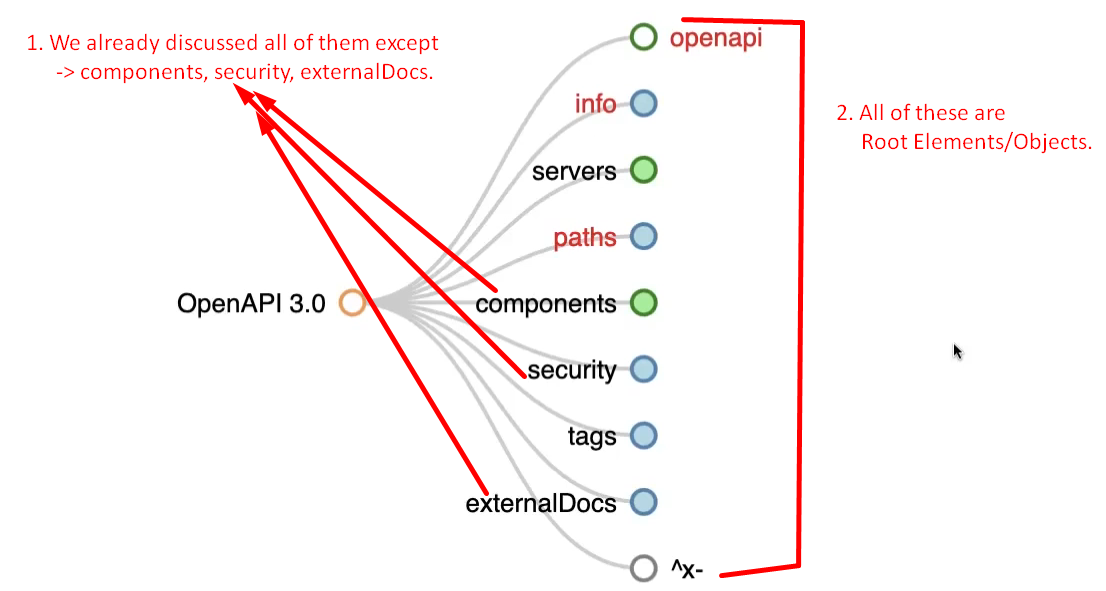 1. We already discussed all of them except
-> components, security, externalDocs.
openapi
info
2. All of these are
Root Elements/Objects.
servers
paths
OpenAPI 3.0
components
security
tags
externalDocs
^x-